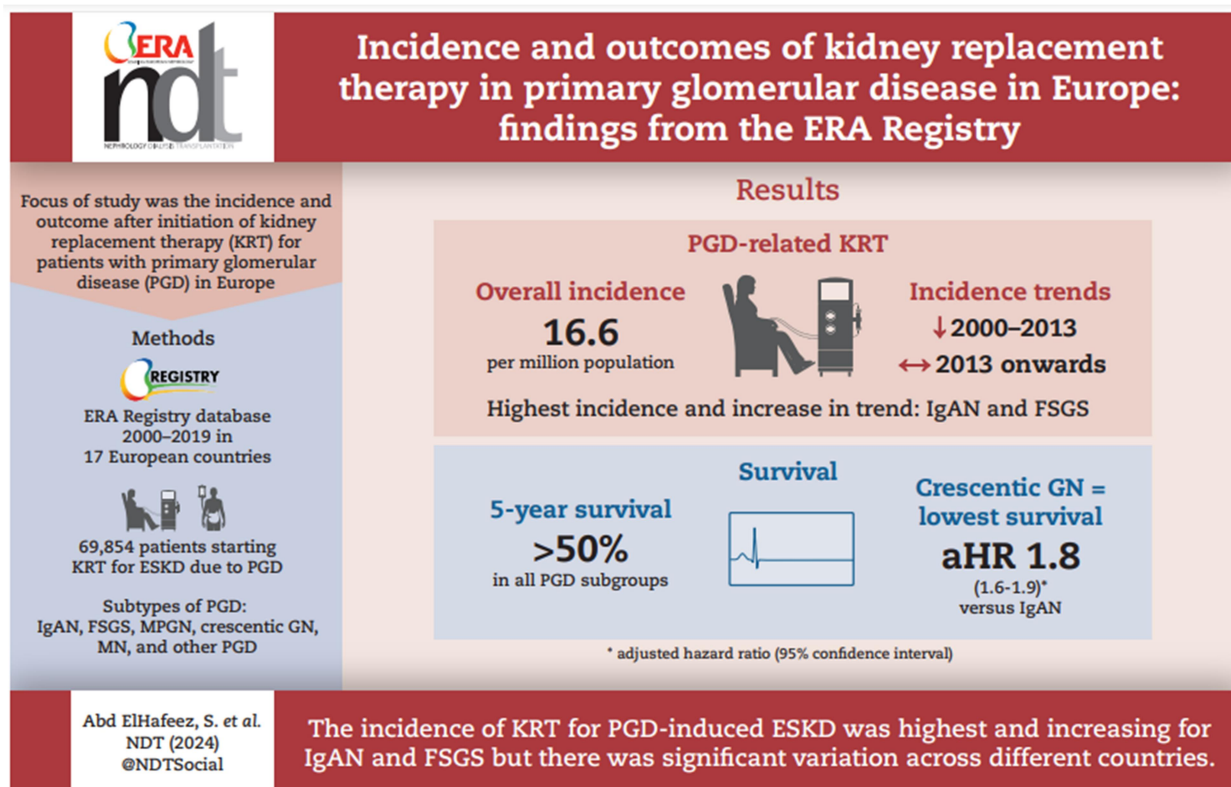 ERA
ndt
NEPHROLOGY DIALYSIS TRANSPLANTATION
Incidence and outcomes of kidney replacement
therapy in primary glomerular disease in Europe:
findings from the ERA Registry
Focus of study was the incidence and
outcome after initiation of kidney
replacement therapy (KRT) for
patients with primary glomerular
disease (PGD) in Europe
Methods
REGISTRY
ERA Registry database
2000–2019 in
17 European countries
69,854 patients starting
KRT for ESKD due to PGD
Subtypes of PGD:
IgAN, FSGS, MPGN, crescentic GN,
MN, and other PGD
Results
PGD-related KRT
Overall incidence
16.6
per million population
Incidence trends
↓ 2000–2013
↔ 2013 onwards
Highest incidence and increase in trend: IgAN and FSGS
Survival
5-year survival
>50%
in all PGD subgroups
Crescentic GN =
lowest survival
aHR 1.8
(1.6-1.9)*
versus IgAN
* adjusted hazard ratio (95% confidence interval)
Abd ElHafeez, S. et al.
NDT (2024)
@NDTSocial
The incidence of KRT for PGD-induced ESKD was highest and increasing for
IgAN and FSGS but there was significant variation across different countries.